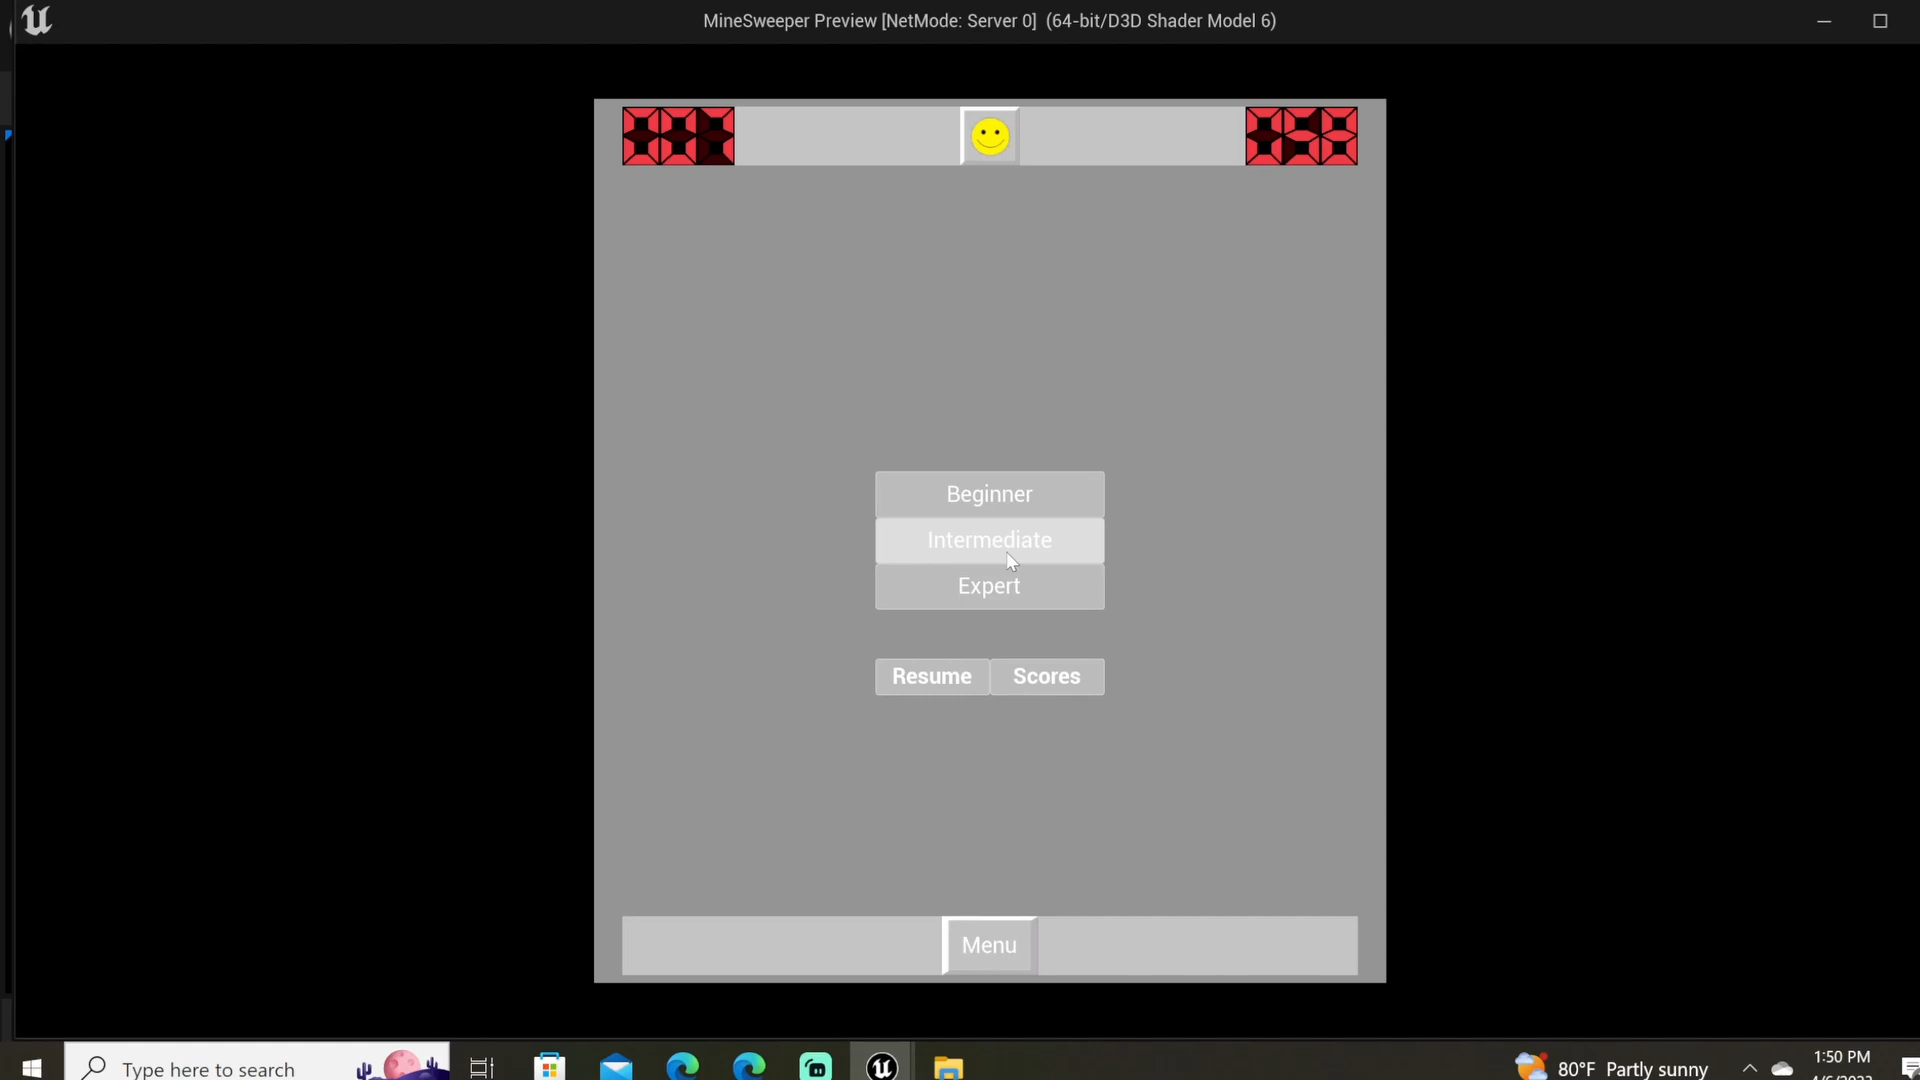 MineSweeper Preview [NetMode: Server 0] (64-bit/D3D Shader Model 6)
Beginner
Intermediate
Expert
Resume Scores
Menu
Type here to search
80°F Partly sunny
1:50 PM